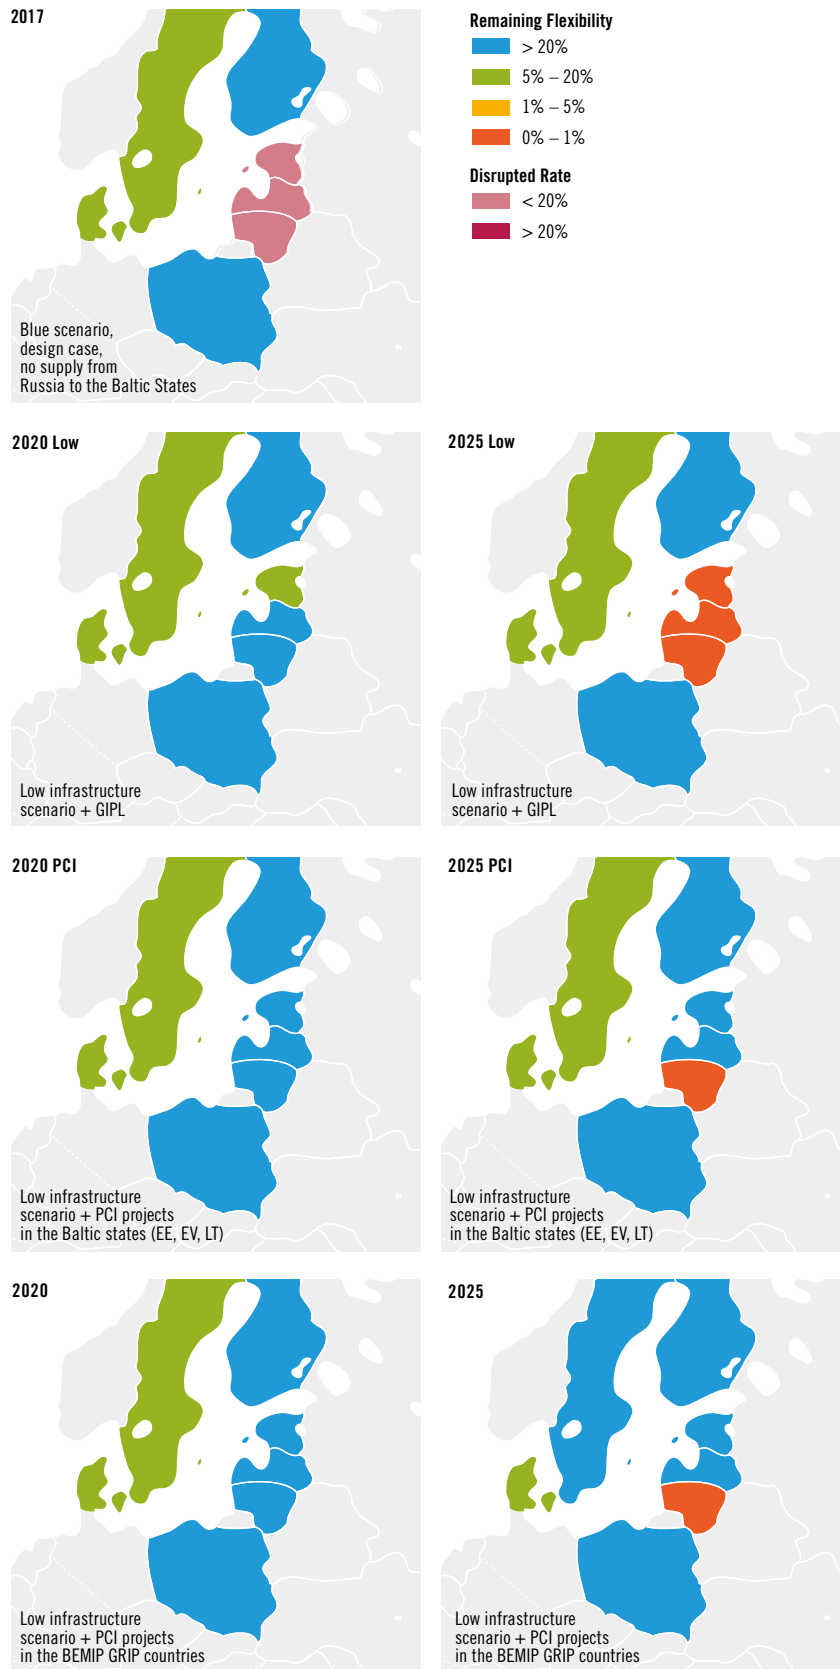 2017
Remaining Flexibility
> 20%
5% – 20%
1% – 5%
0% – 1%
Disrupted Rate
< 20%
> 20%
Blue scenario,
design case,
no supply from
Russia to the Baltic States
2020 Low
2025 Low
Low infrastructure
scenario + GIPL
Low infrastructure
scenario + GIPL
2020 PCI
2025 PCI
Low infrastructure
scenario + PCI projects
in the Baltic states (EE, EV, LT)
Low infrastructure
scenario + PCI projects
in the Baltic states (EE, EV, LT)
2020
2025
Low infrastructure
scenario + PCI projects
in the BEMIP GRIP countries
Low infrastructure
scenario + PCI projects
in the BEMIP GRIP countries